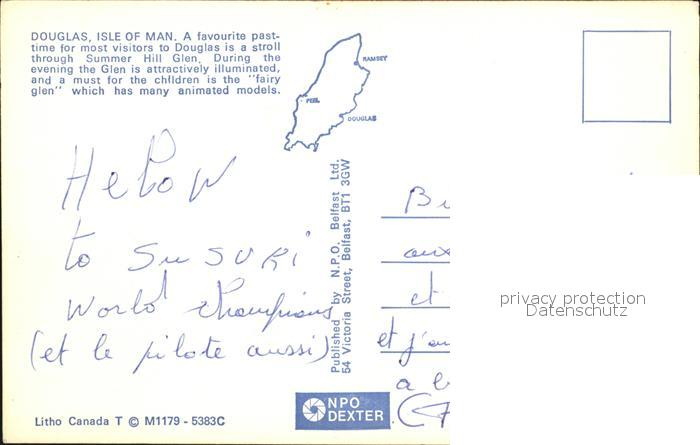 DOUGLAS, ISLE OF MAN. A favourite past-
time for most visitors to Douglas is a stroll
through Summer Hill Glen. During the
evening the Glen is attractively illuminated,
and a must for the children is the "fairy
glen" which has many animated models.
RAMSEY
PEEL
DOUGLAS
Helow
to Susuki
World Champions
(et le pilote aussi)
Published by N.P.O. Belfast Ltd.
54 Victoria Street, Belfast, BT1 3GW
aux
et
et j'au
a
privacy protection
Datenschutz
NPO
DEXTER
Litho Canada T © M1179 - 5383C